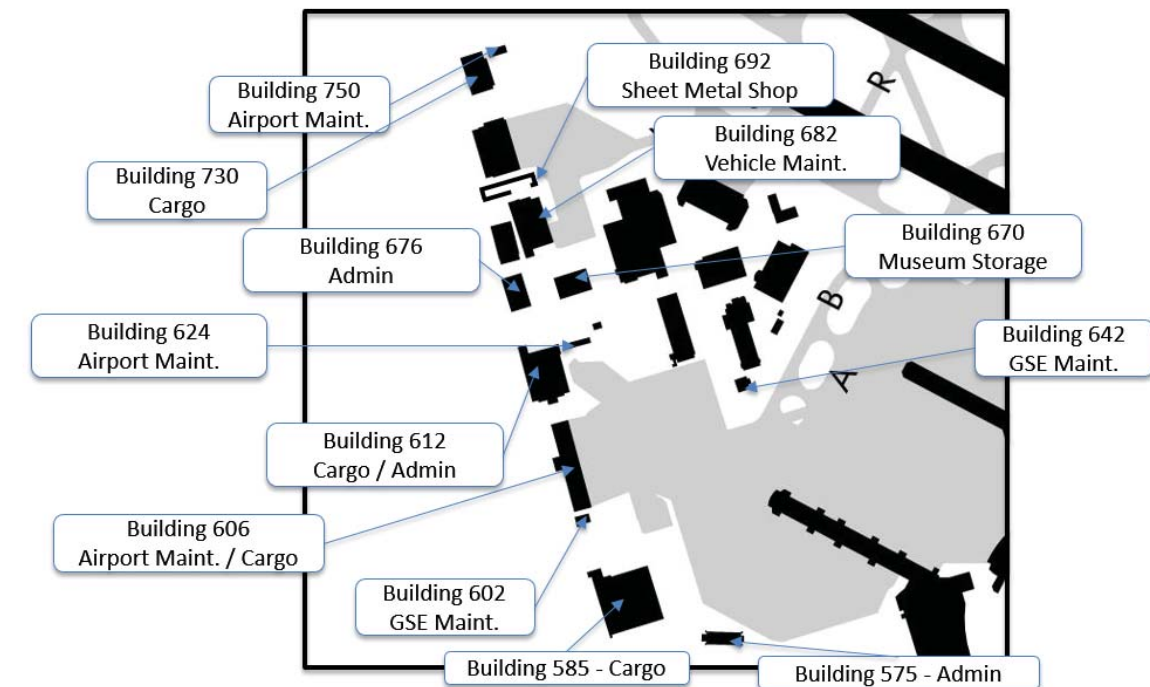 Building 692
Sheet Metal Shop
R
Building 750
Airport Maint.
Building 682
Vehicle Maint.
Building 730
Cargo
Building 676
Admin
Building 670
Museum Storage
B
Building 624
Airport Maint.
Building 642
GSE Maint.
A
Building 612
Cargo / Admin
Building 606
Airport Maint. / Cargo
Building 602
GSE Maint.
Building 585 - Cargo
Building 575 - Admin